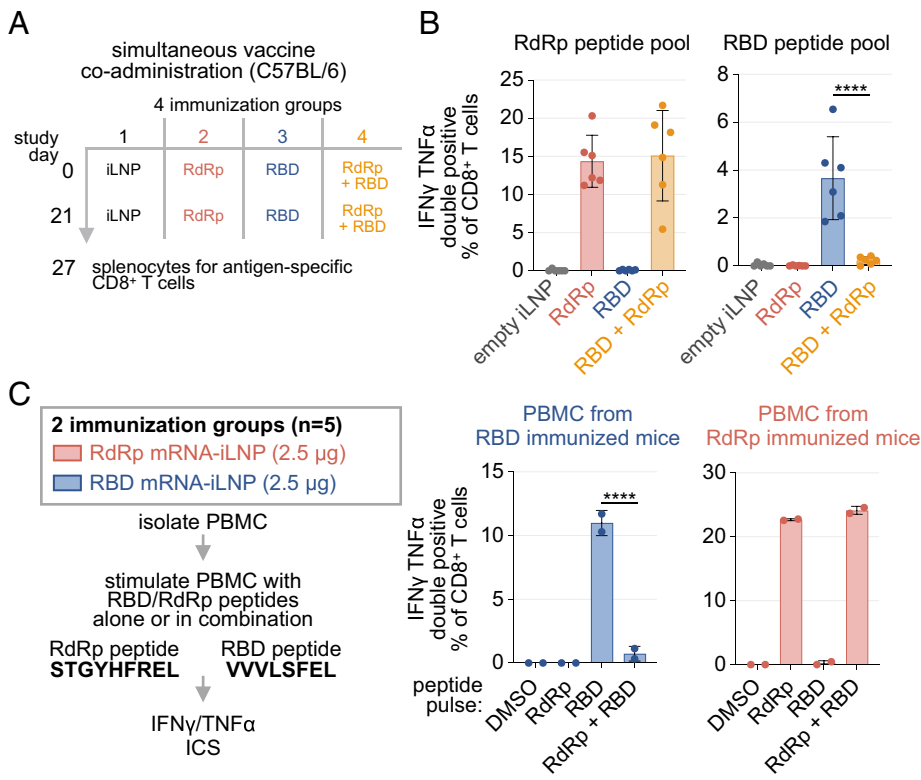 A
simultaneous vaccine
co-administration (C57BL/6)
4 immunization groups
study
day
1
2
3
4
0
iLNP
RdRp
RBD
RdRp
+ RBD
21
iLNP
RdRp
RBD
RdRp
+ RBD
27
splenocytes for antigen-specific
CD8⁺ T cells
B
RdRp peptide pool
IFNγ TNFα
double positive
% of CD8⁺ T cells
25
20
15
10
5
0
empty iLNP
RdRp
RBD
RBD + RdRp
RBD peptide pool
****
8
6
4
2
0
empty iLNP
RdRp
RBD
RBD + RdRp
C
2 immunization groups (n=5)
RdRp mRNA-iLNP (2.5 µg)
RBD mRNA-iLNP (2.5 µg)
isolate PBMC
stimulate PBMC with
RBD/RdRp peptides
alone or in combination
RdRp peptide
STGYHFREL
RBD peptide
VVVLSFEL
IFNγ/TNFα
ICS
PBMC from
RBD immunized mice
IFNγ TNFα
double positive
% of CD8⁺ T cells
****
15
10
5
0
peptide
pulse:
DMSO
RdRp
RBD
RdRp + RBD
PBMC from
RdRp immunized mice
30
20
10
0
DMSO
RdRp
RBD
RdRp + RBD